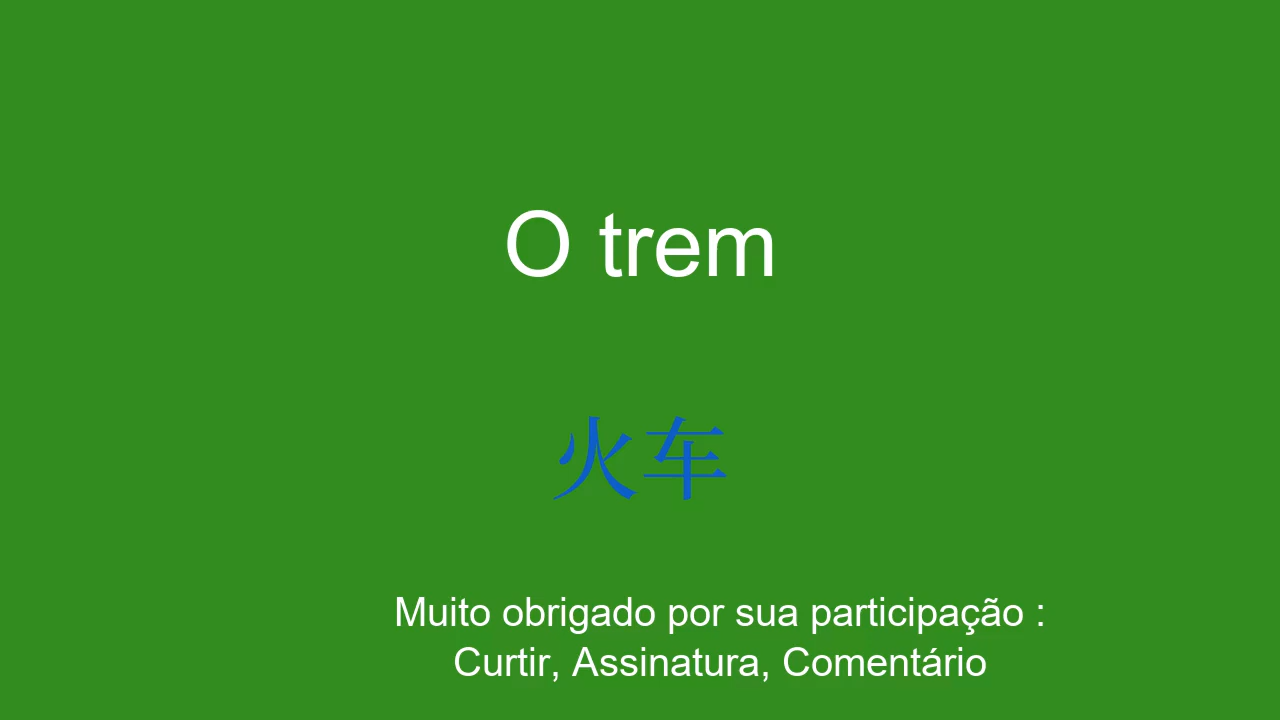 O trem
火车
Muito obrigado por sua participação :
Curtir, Assinatura, Comentário